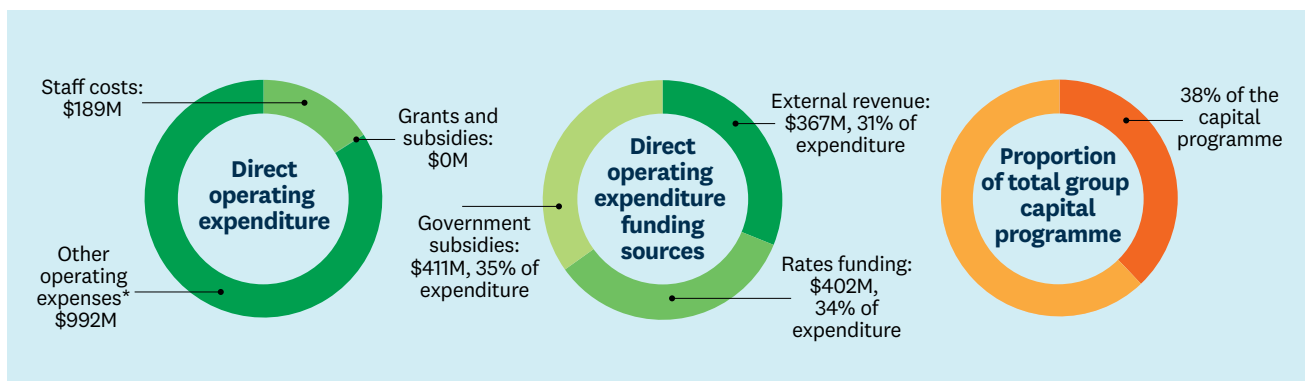 Staff costs:
$189M
Grants and
subsidies:
$0M
Direct
operating
expenditure
Other
operating
expenses*
$992M
External revenue:
$367M, 31% of
expenditure
Direct
operating
expenditure
funding
sources
Government
subsidies:
$411M, 35% of
expenditure
Rates funding:
$402M,
34% of
expenditure
38% of the
capital
programme
Proportion
of total group
capital
programme